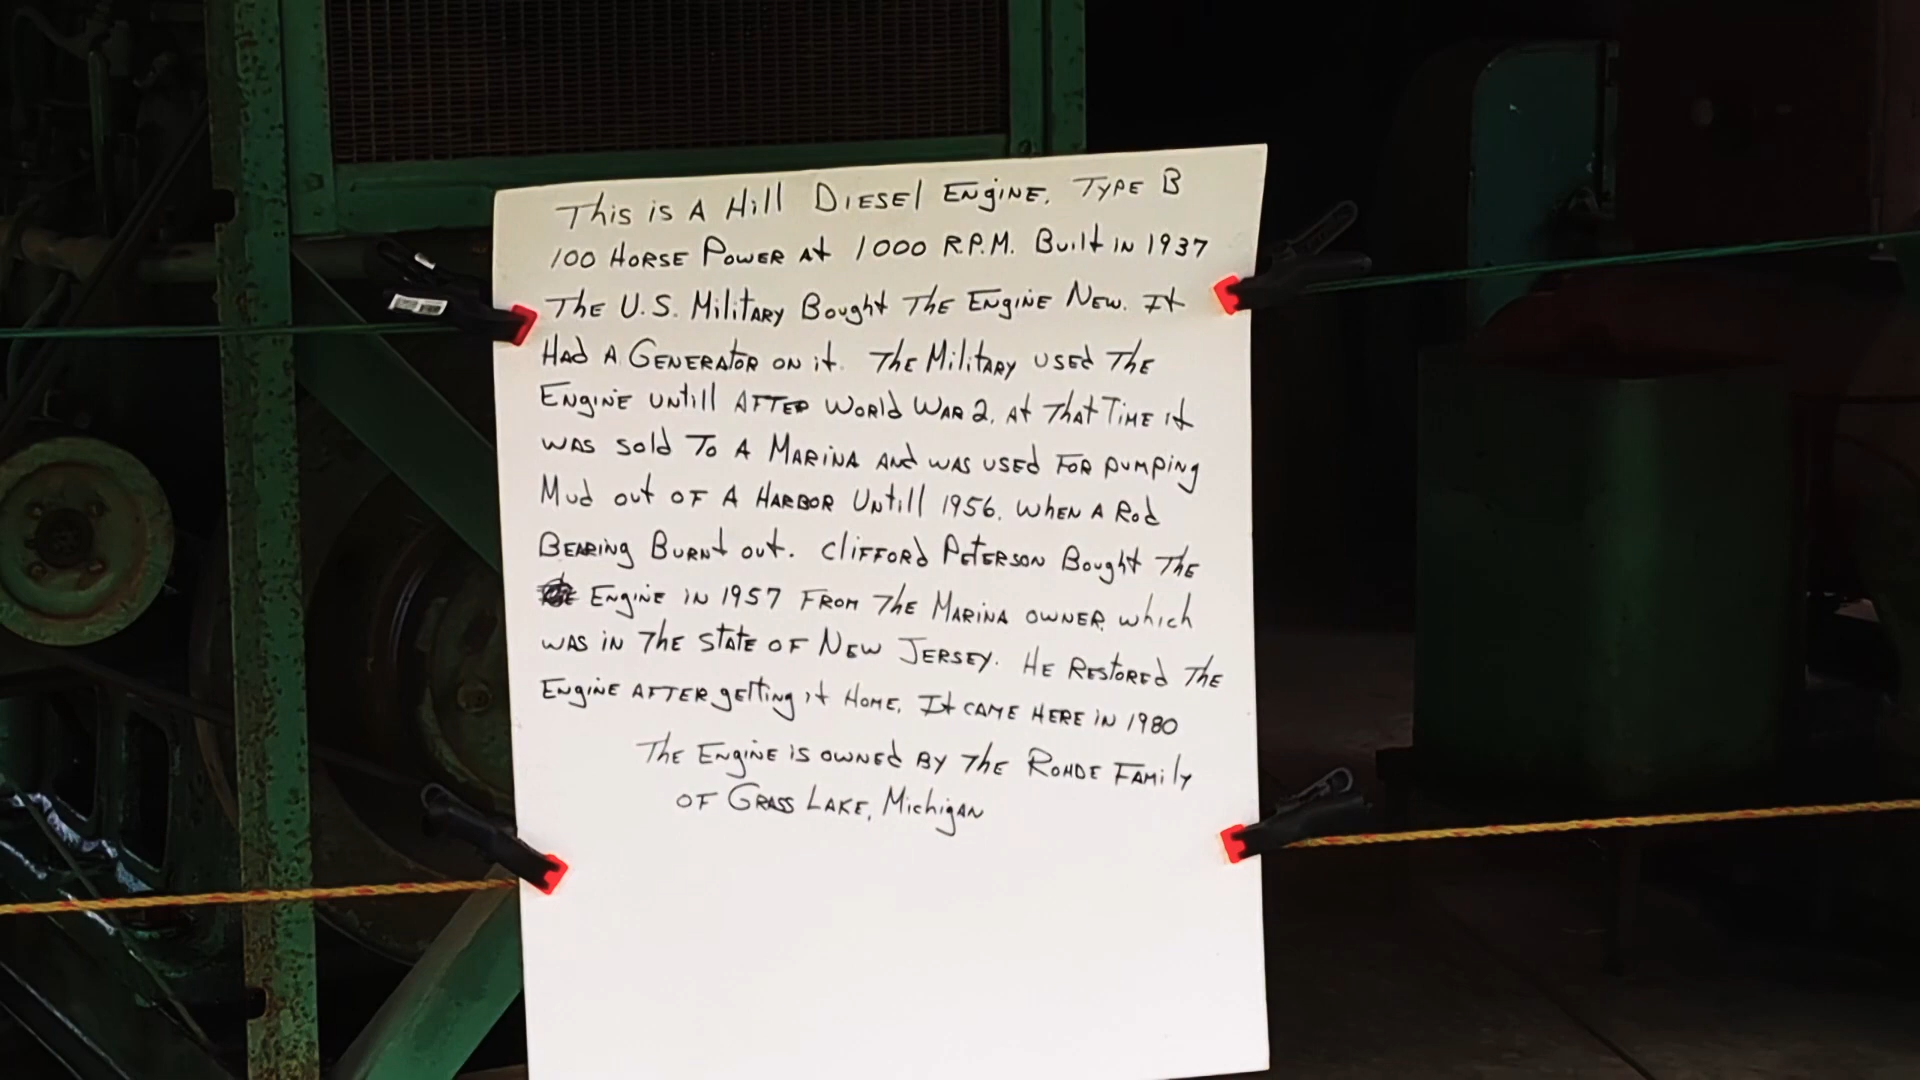 This is A Hill DIESEl ENgiNE, TYPE B
100 HORSE POWER At 1000 R.P.M. Built iN 1937
THE U.S. MilitARY Bought THE ENgiNE NEW. It
HAD A GENERAtoR ON it. THE MilitARY USEd THE
ENgiNE UNtill AFTER WORld WAR 2, At THAt TiME it
WAS sold To A MARiNA ANd WAS USEd FOR pumping
Mud out OF A HARBOR UNtill 1956. WHEN A Rod
BEARiNg BURNt out. CliFFORd PETERSON Bought THE
ENgiNE iN 1957 FROM THE MARiNA OWNER, which
WAS iN THE StatE OF NEW JERSEY. HE REStoREd THE
ENgiNE AFTER gEtting it HOME. It CAME HERE iN 1980
THE ENgiNE is OWNEd BY THE ROHDE FAMily
OF GRASS LAKE, MichigAN